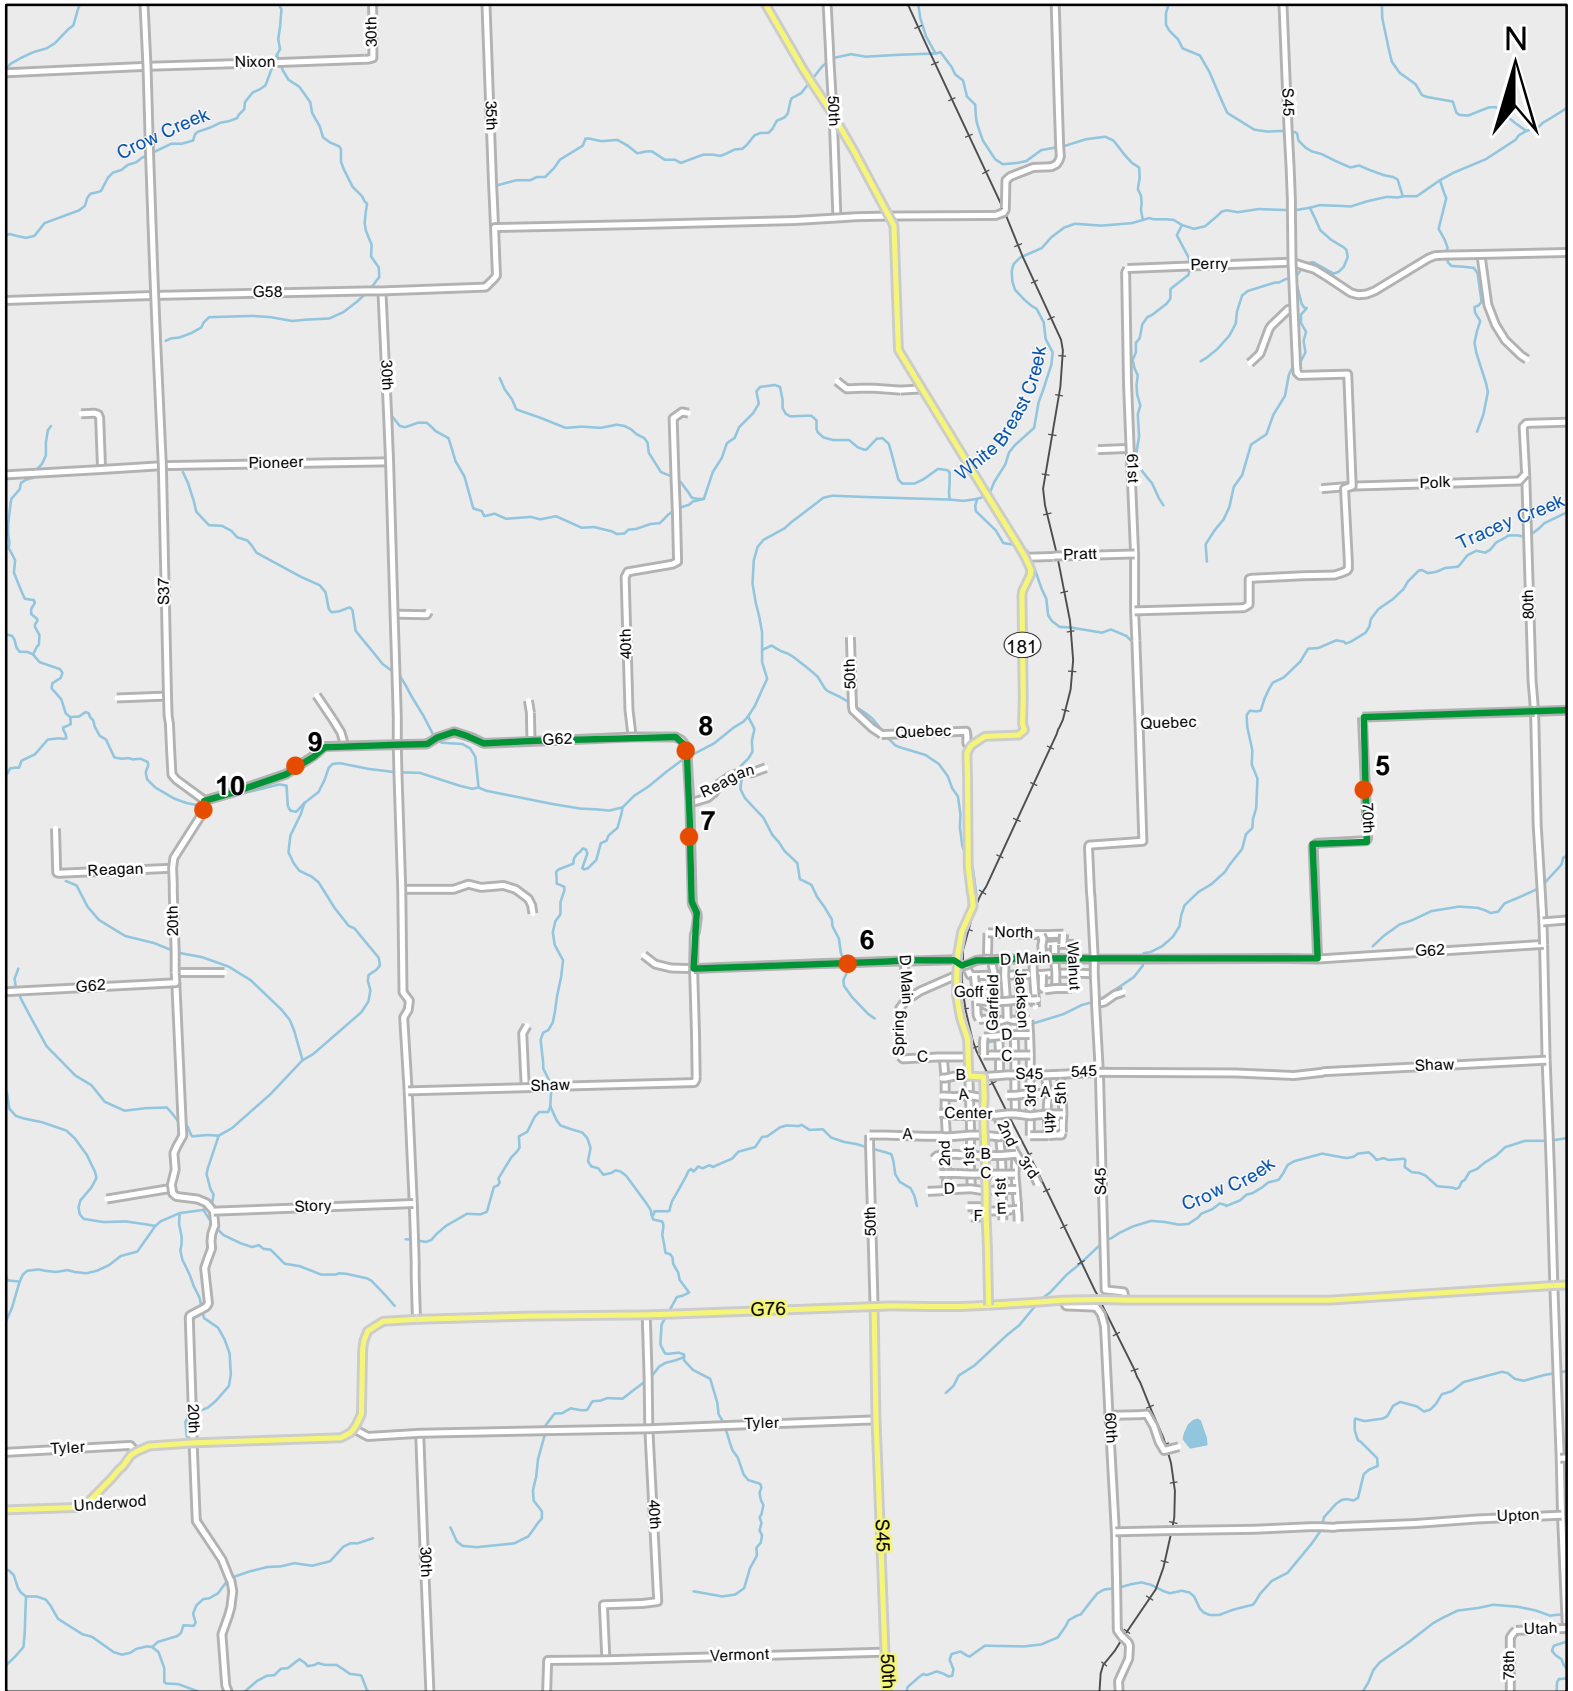 30th
N
Nixon
35th
50th
S45
Crow Creek
Perry
G58
30th
White Breast Creek
Pioneer
61st
Polk
Tracey Creek
Pratt
S37
80th
40th
181
50th
Quebec
Quebec
8
9
G62
5
10
Reagan
7
70th
Reagan
20th
6
North
D Main
Walnut
G62
D Main
G62
Goff
Garfield
Jackson
Spring
D
C
C
B
S45
545
Shaw
Shaw
A
3rd
A
5th
Center
4th
A
2nd
2nd
1st
B
3rd
C
D
1st
S45
Crow Creek
Story
F
E
50th
G76
20th
Tyler
60th
Tyler
Underwod
40th
S45
Upton
30th
Vermont
50th
Utah
78th